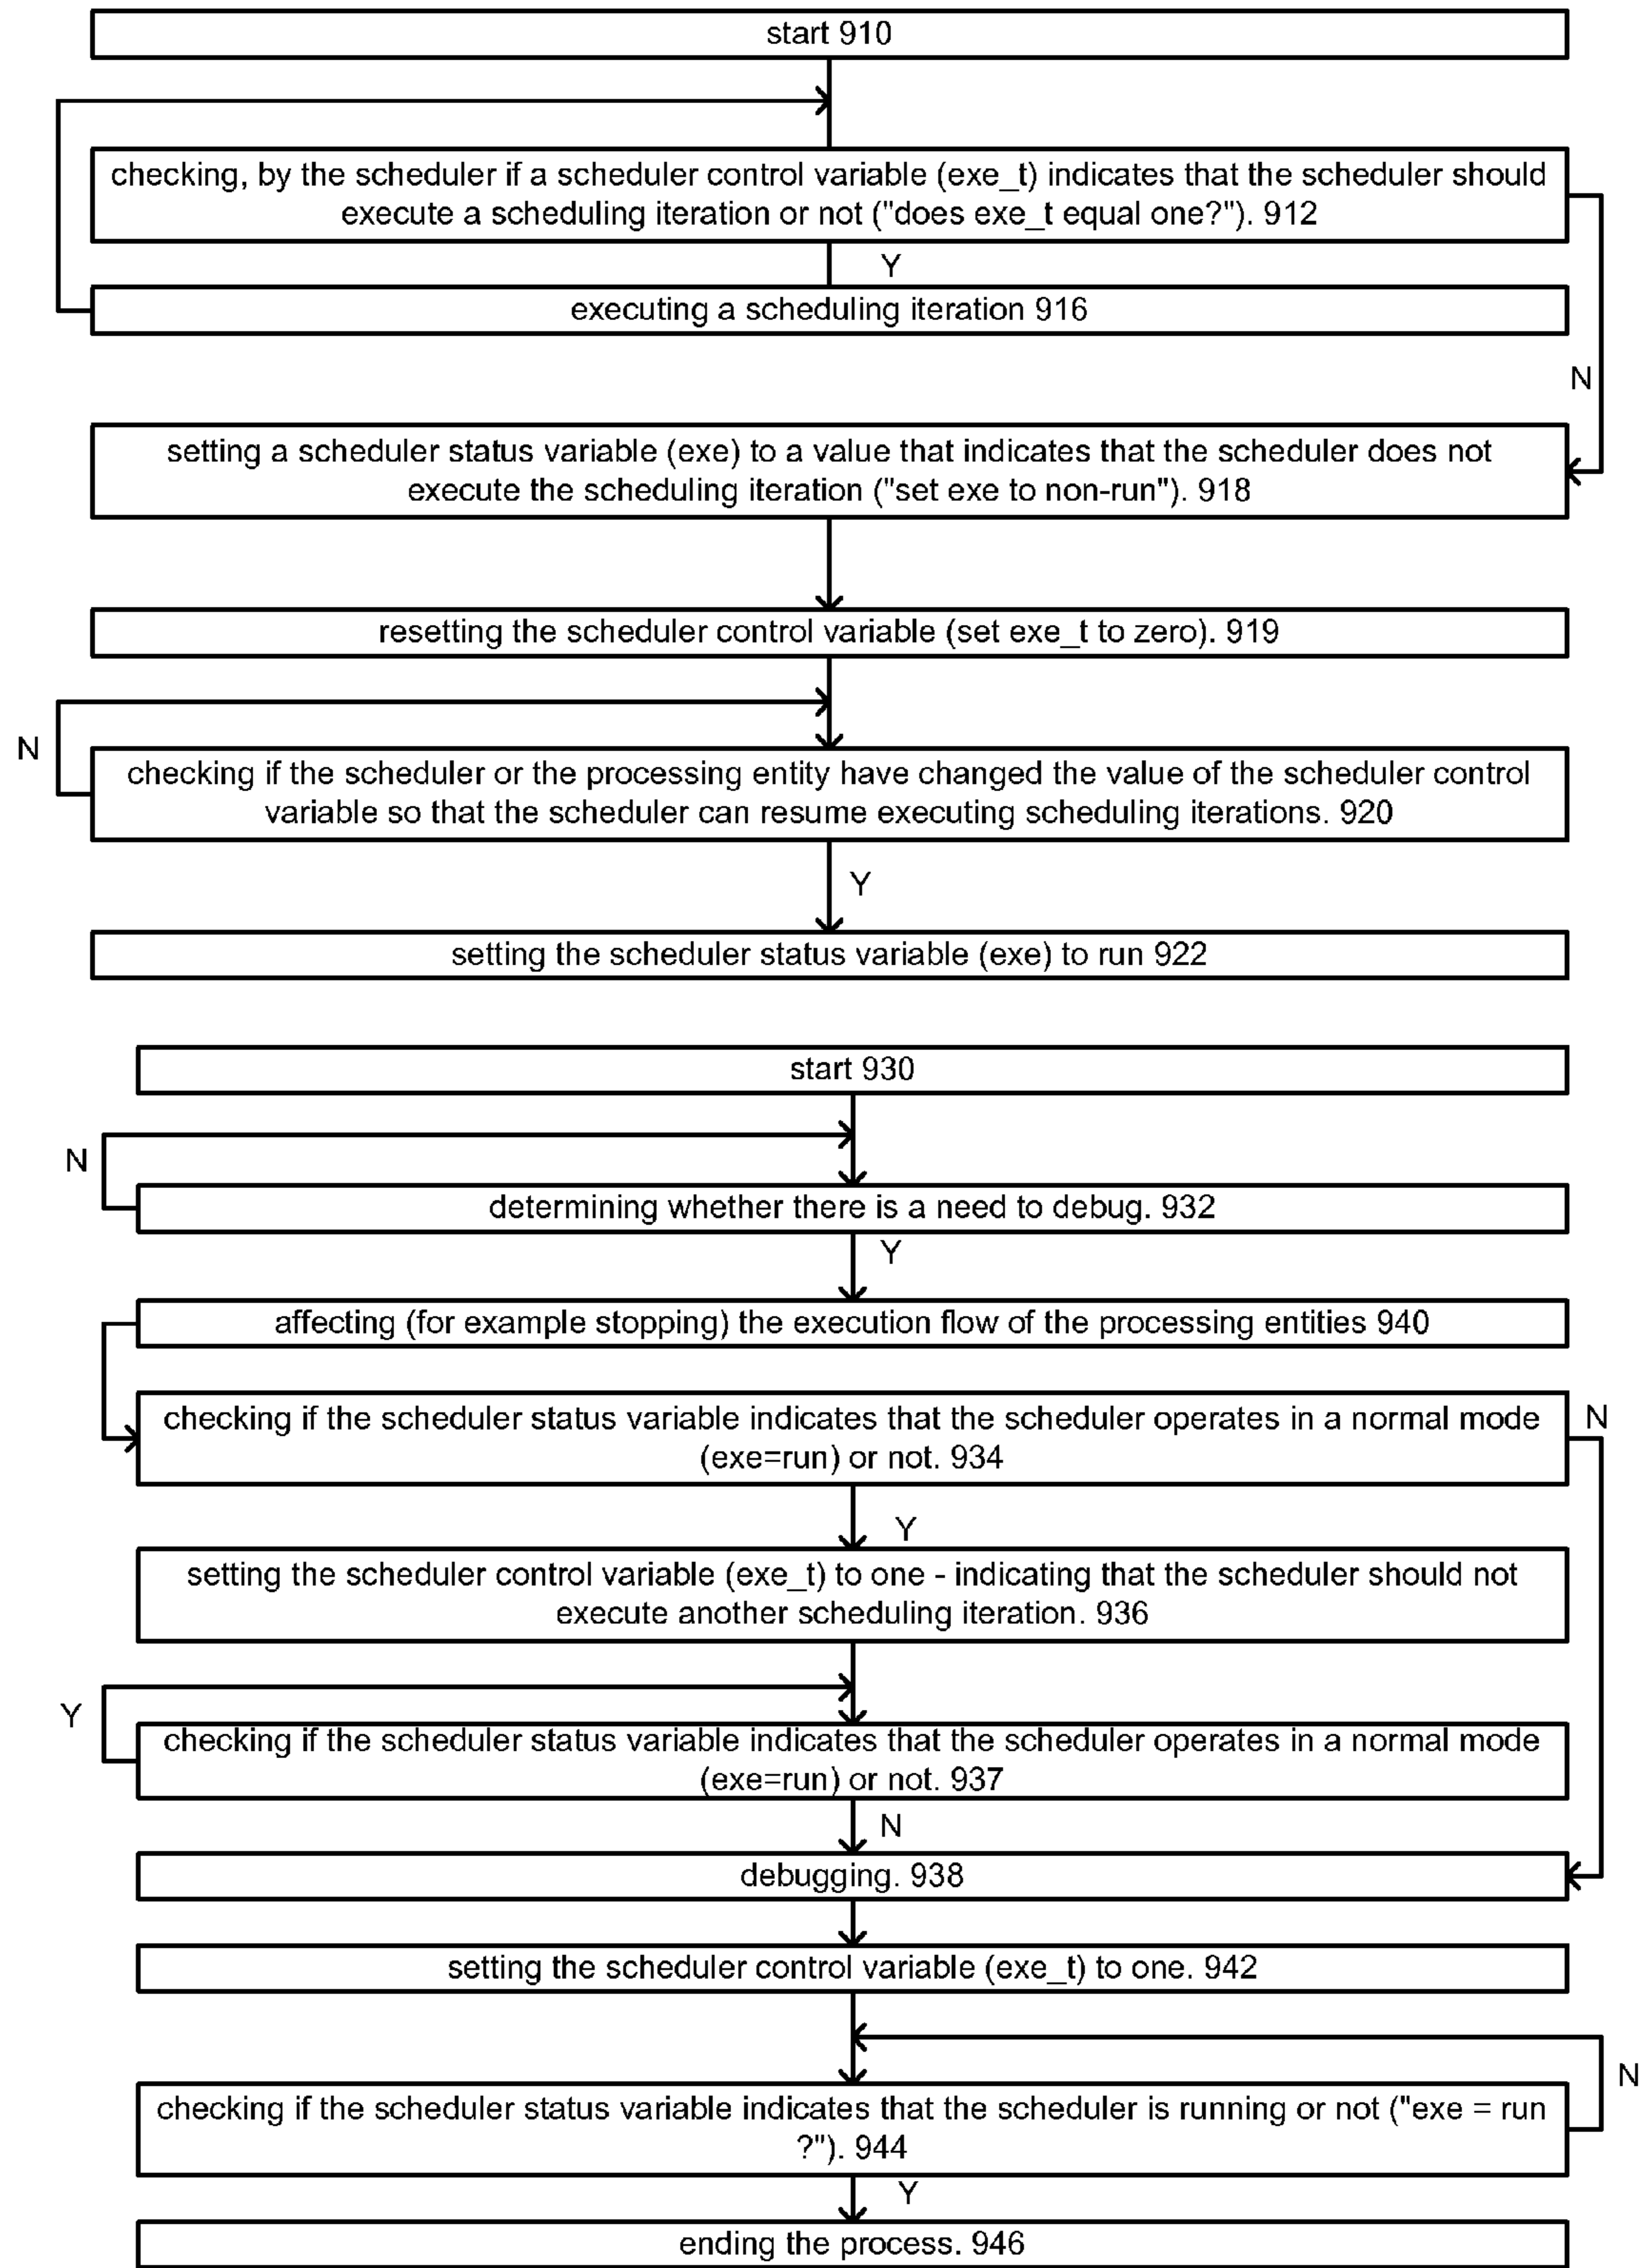 start 910
checking, by the scheduler if a scheduler control variable (exe_t) indicates that the scheduler should
execute a scheduling iteration or not ("does exe_t equal one?"). 912
Y
executing a scheduling iteration 916
N
setting a scheduler status variable (exe) to a value that indicates that the scheduler does not
execute the scheduling iteration ("set exe to non-run"). 918
resetting the scheduler control variable (set exe_t to zero). 919
N
checking if the scheduler or the processing entity have changed the value of the scheduler control
variable so that the scheduler can resume executing scheduling iterations. 920
Y
setting the scheduler status variable (exe) to run 922
start 930
N
determining whether there is a need to debug. 932
Y
affecting (for example stopping) the execution flow of the processing entities 940
checking if the scheduler status variable indicates that the scheduler operates in a normal mode
(exe=run) or not. 934
N
Y
setting the scheduler control variable (exe_t) to one - indicating that the scheduler should not
execute another scheduling iteration. 936
Y
checking if the scheduler status variable indicates that the scheduler operates in a normal mode
(exe=run) or not. 937
N
debugging. 938
setting the scheduler control variable (exe_t) to one. 942
N
checking if the scheduler status variable indicates that the scheduler is running or not ("exe = run
?"). 944
Y
ending the process. 946